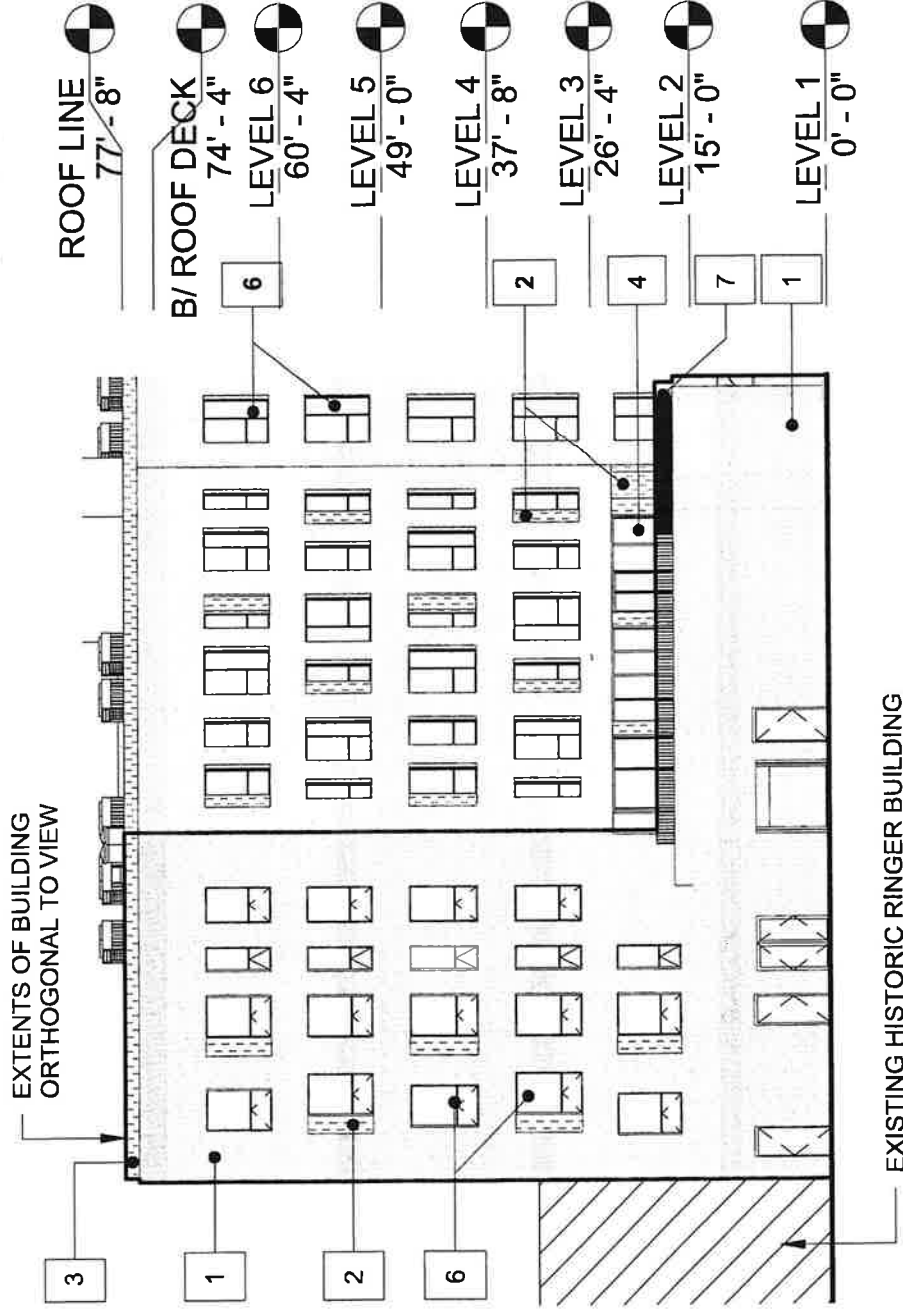 ROOF LINE
77' - 8"
B/ ROOF DECK
74' - 4"
LEVEL 6
60' - 4"
LEVEL 5
49' - 0"
LEVEL 4
37' - 8"
LEVEL 3
26' - 4"
LEVEL 2
15' - 0"
LEVEL 1
0' - 0"
6
2
4
7
1
EXTENTS OF BUILDING
ORTHOGONAL TO VIEW
3
1
2
6
EXISTING HISTORIC RINGER BUILDING